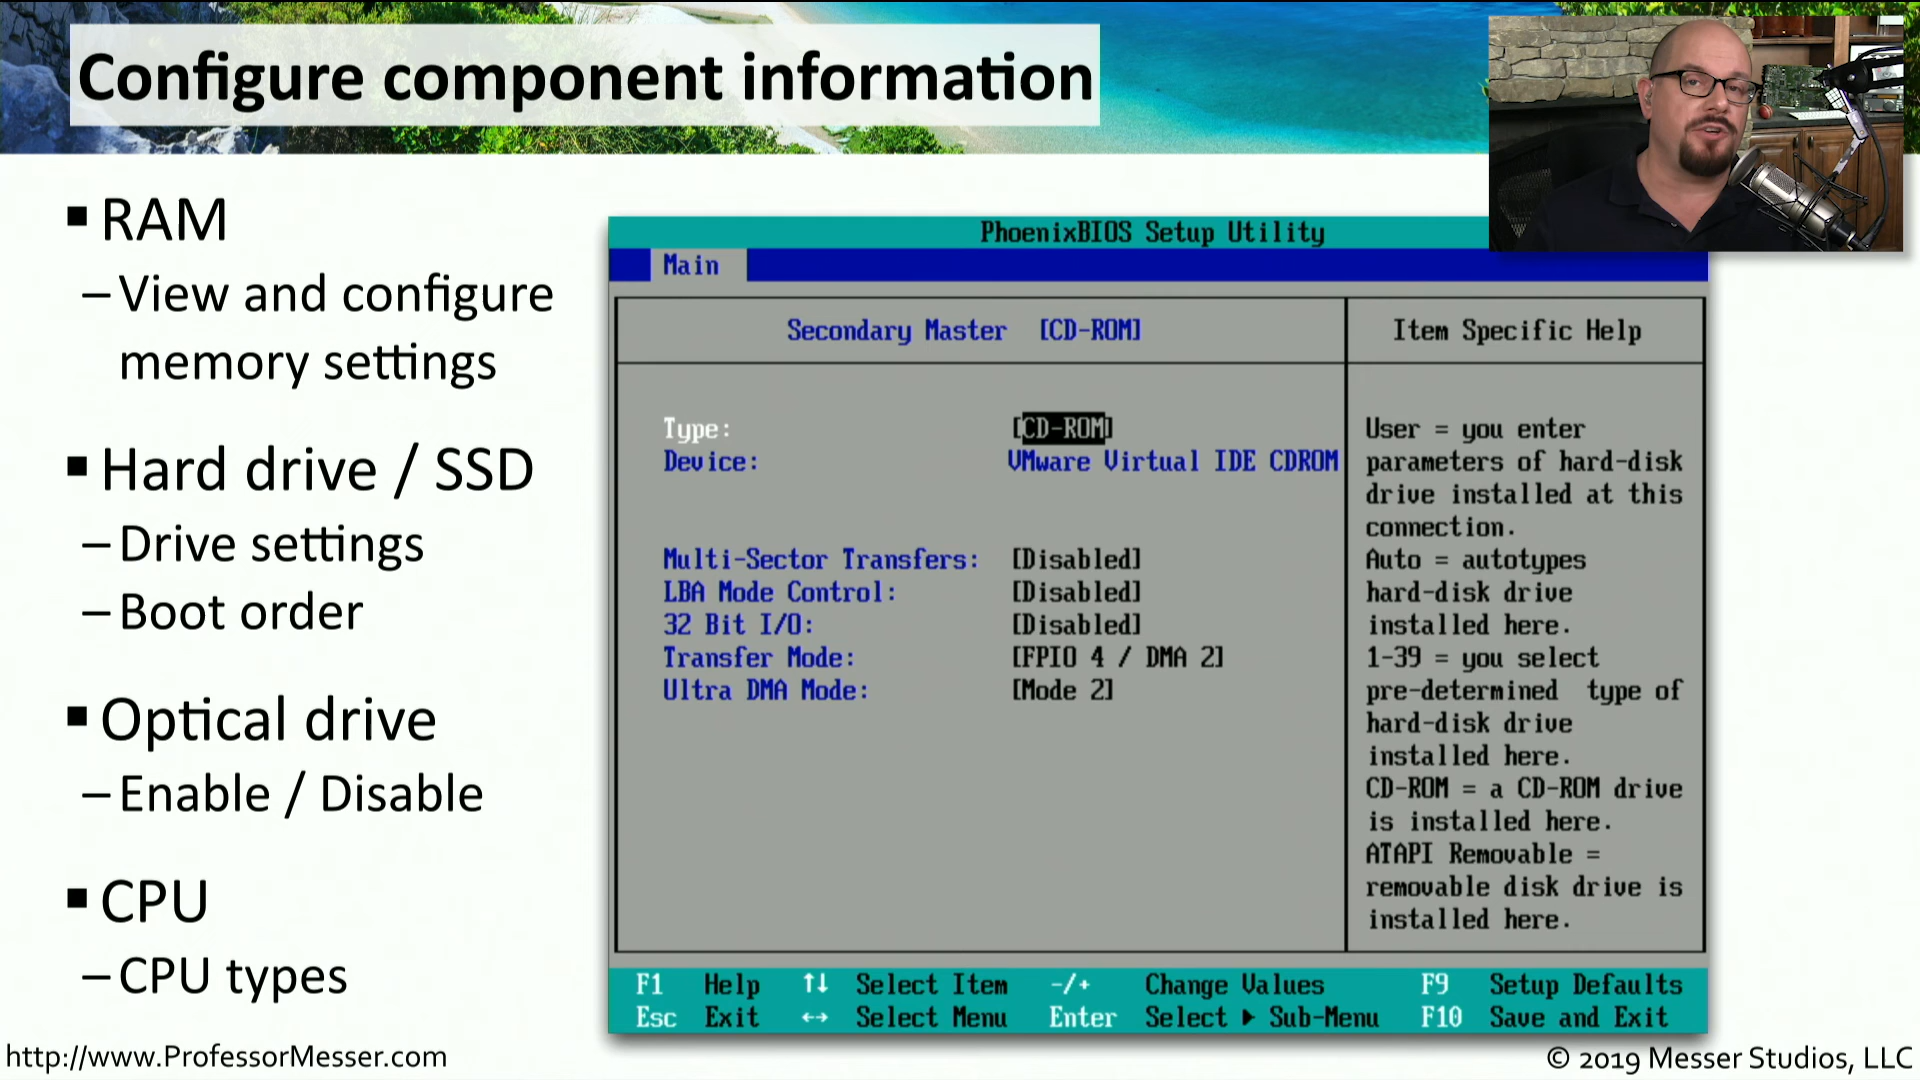 Configure component information
▪ RAM
– View and configure
memory settings
▪ Hard drive / SSD
– Drive settings
– Boot order
▪ Optical drive
– Enable / Disable
▪ CPU
– CPU types
PhoenixBIOS Setup Utility
Main
Secondary Master [CD-ROM]
Type: [CD-ROM]
Device: VMware Virtual IDE CDROM
Multi-Sector Transfers: [Disabled]
LBA Mode Control: [Disabled]
32 Bit I/O: [Disabled]
Transfer Mode: [FPIO 4 / DMA 2]
Ultra DMA Mode: [Mode 2]
Item Specific Help
User = you enter
parameters of hard-disk
drive installed at this
connection.
Auto = autotypes
hard-disk drive
installed here.
1-39 = you select
pre-determined type of
hard-disk drive
installed here.
CD-ROM = a CD-ROM drive
is installed here.
ATAPI Removable =
removable disk drive is
installed here.
F1 Help ↑↓ Select Item -/+ Change Values F9 Setup Defaults
Esc Exit ↔ Select Menu Enter Select ▶ Sub-Menu F10 Save and Exit
http://www.ProfessorMesser.com
© 2019 Messer Studios, LLC